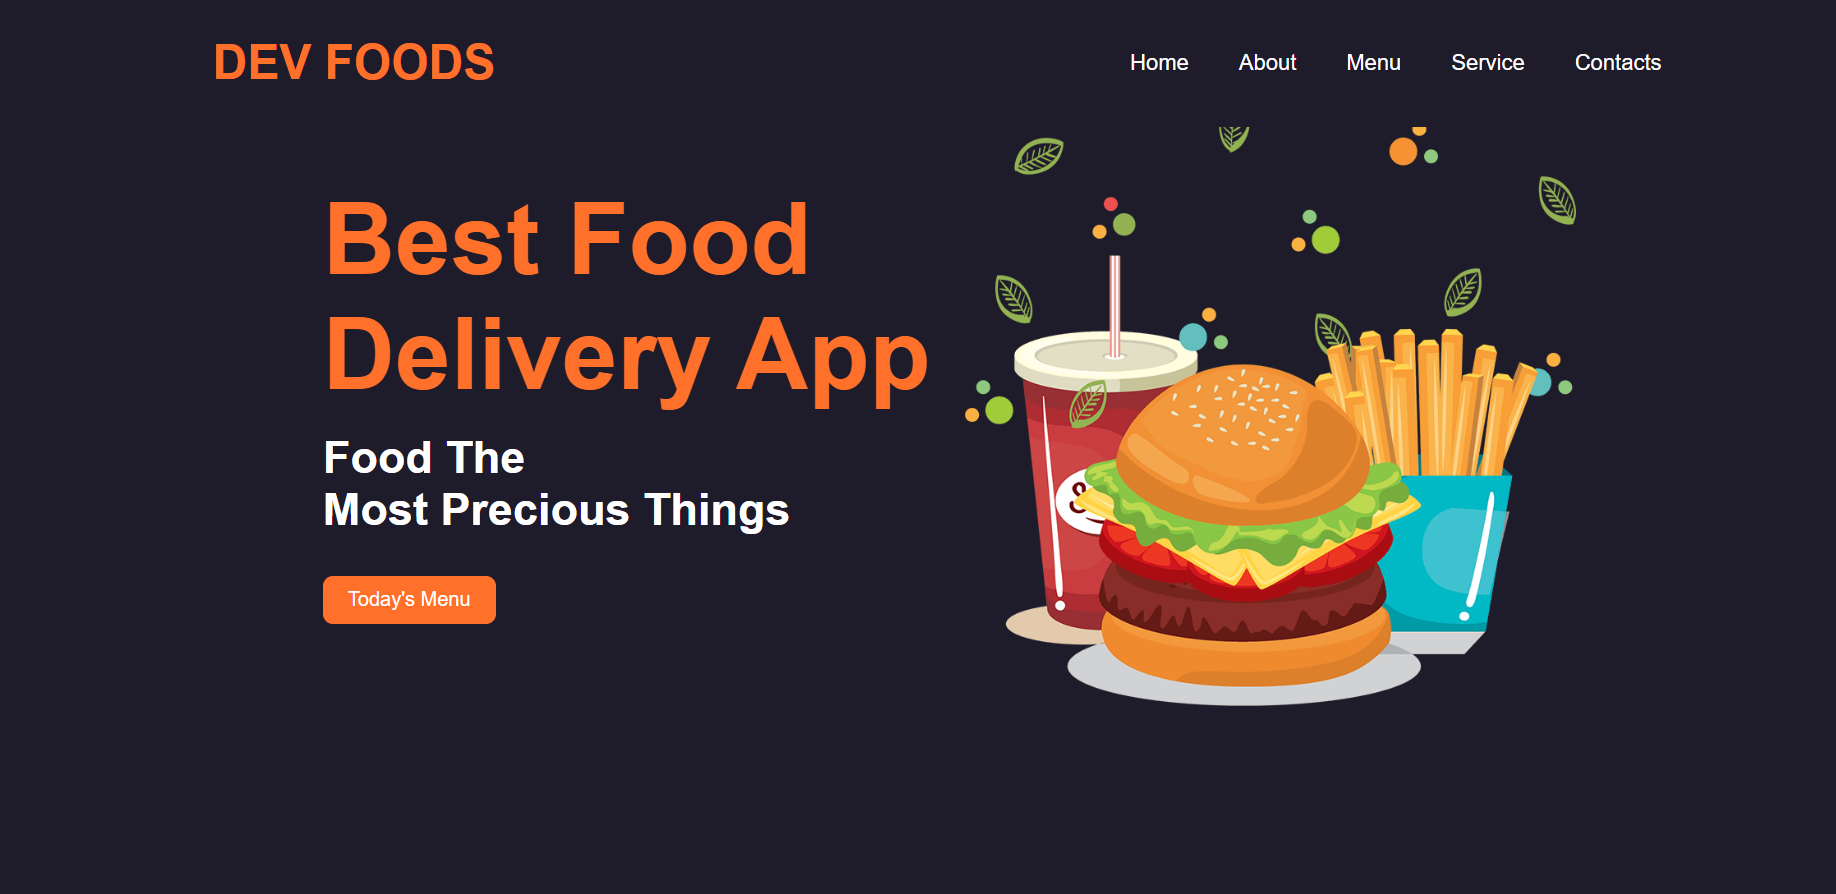 DEV FOODS
Home About Menu Service Contacts
Best Food
Delivery App
Food The
Most Precious Things
Today's Menu